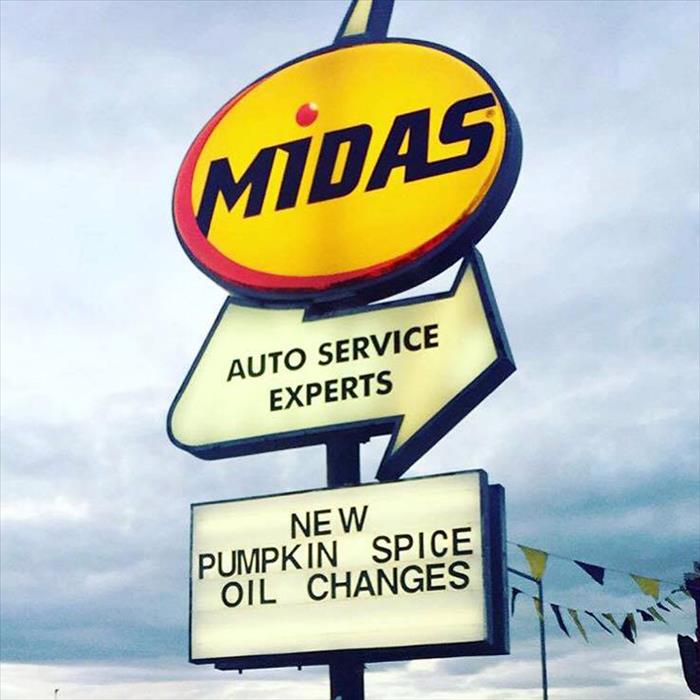 MIDAS
AUTO SERVICE
EXPERTS
NEW
PUMPKIN SPICE
OIL CHANGES